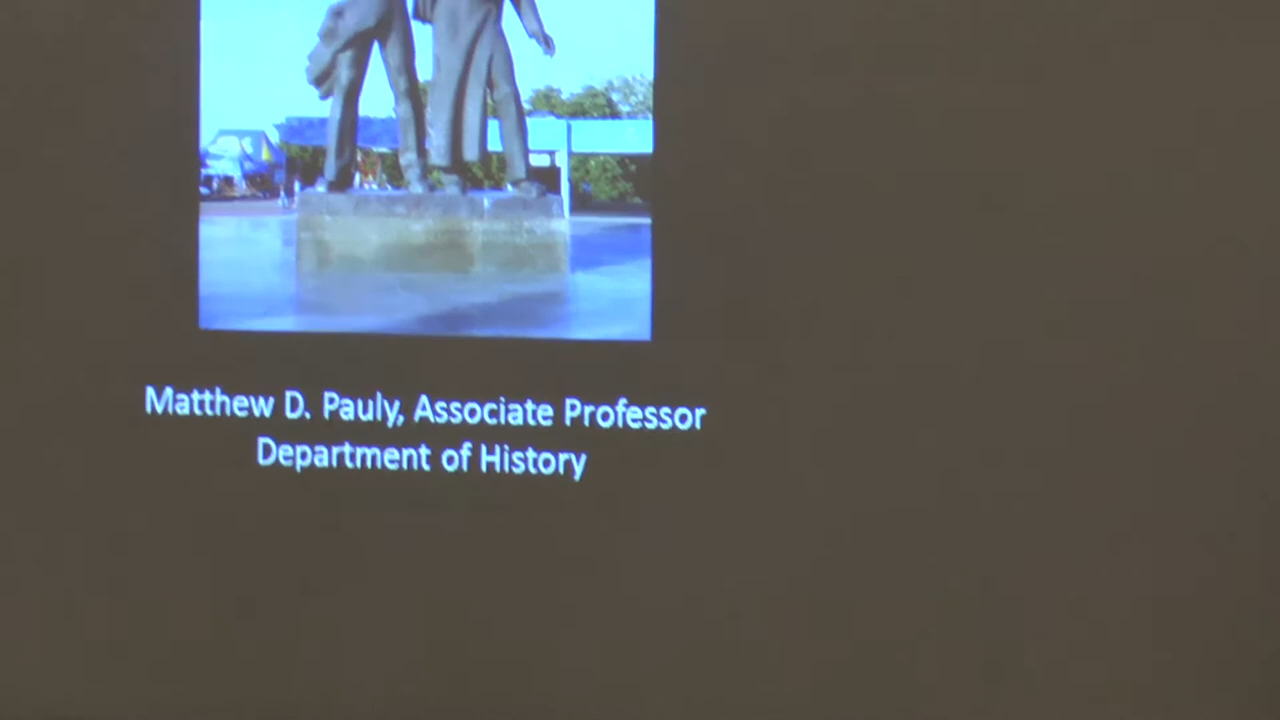 Matthew D. Pauly, Associate Professor
Department of History